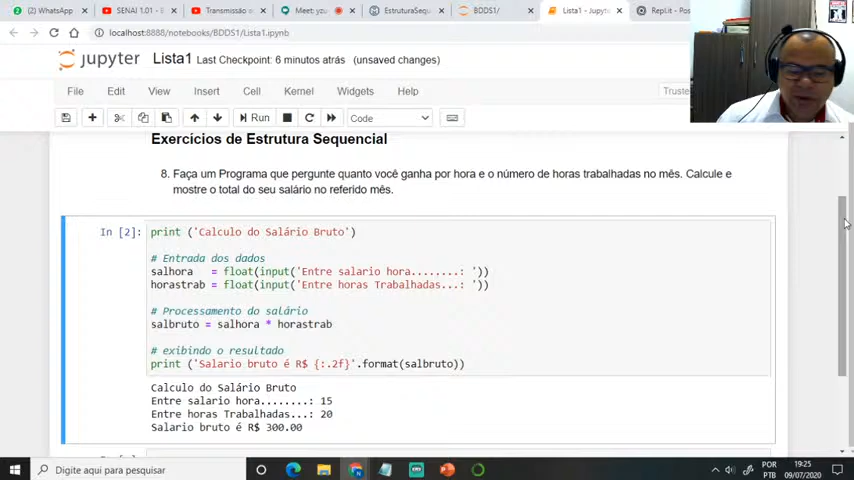 (2) WhatsApp
SENAI 1.01 - E
Transmissão
Meet: yzu
EstruturaSequ
BDDS1/
Lista1 - Jupyte
Repl.it - Pos
localhost:8888/notebooks/BDDS1/Lista1.ipynb
jupyter Lista1 Last Checkpoint: 6 minutos atrás (unsaved changes)
File Edit View Insert Cell Kernel Widgets Help
Truste
Run
Code
Exercícios de Estrutura Sequencial
8. Faça um Programa que pergunte quanto você ganha por hora e o número de horas trabalhadas no mês. Calcule e
mostre o total do seu salário no referido mês.
In [2]: print ('Calculo do Salário Bruto')
# Entrada dos dados
salhora = float(input('Entre salario hora........: '))
horastrab = float(input('Entre horas Trabalhadas...: '))
# Processamento do salário
salbruto = salhora * horastrab
# exibindo o resultado
print ('Salario bruto é R$ {:.2f}'.format(salbruto))
Calculo do Salário Bruto
Entre salario hora........: 15
Entre horas Trabalhadas...: 20
Salario bruto é R$ 300.00
Digite aqui para pesquisar
POR
PTB
19:25
09/07/2020